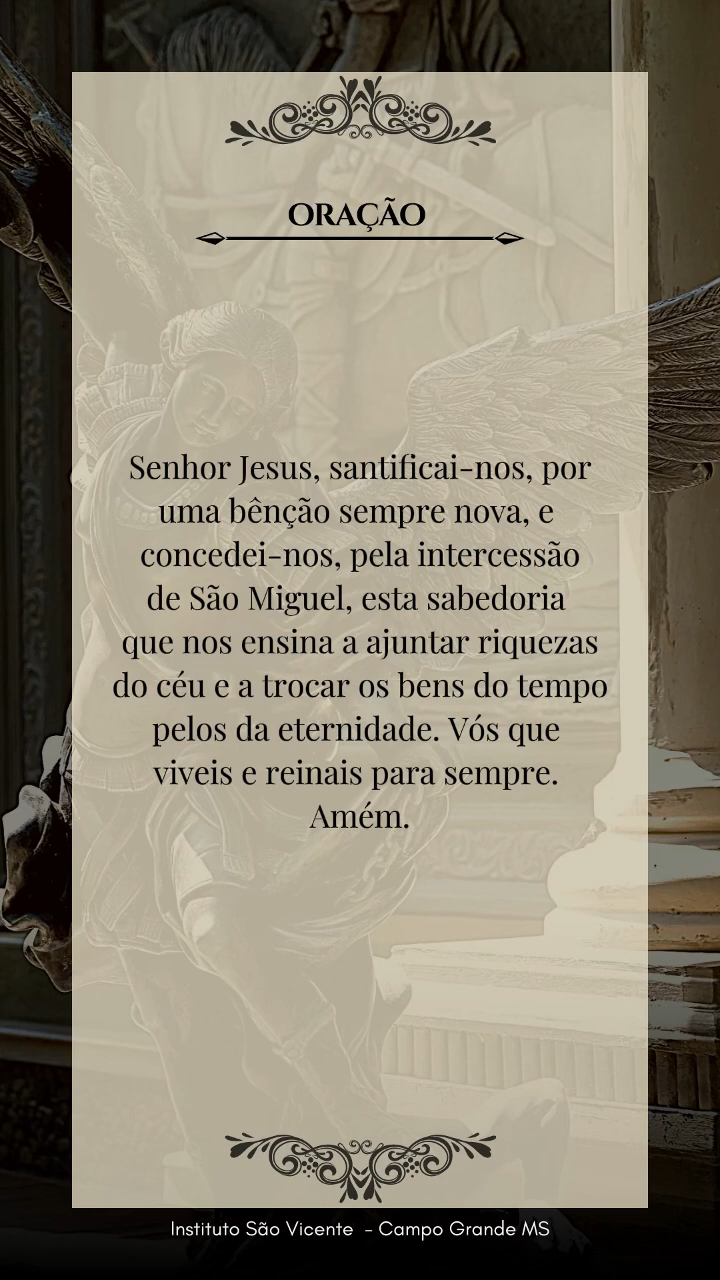 ORAÇÃO
Senhor Jesus, santificai-nos, por
uma bênção sempre nova, e
concedei-nos, pela intercessão
de São Miguel, esta sabedoria
que nos ensina a ajuntar riquezas
do céu e a trocar os bens do tempo
pelos da eternidade. Vós que
viveis e reinais para sempre.
Amém.
Instituto São Vicente - Campo Grande MS